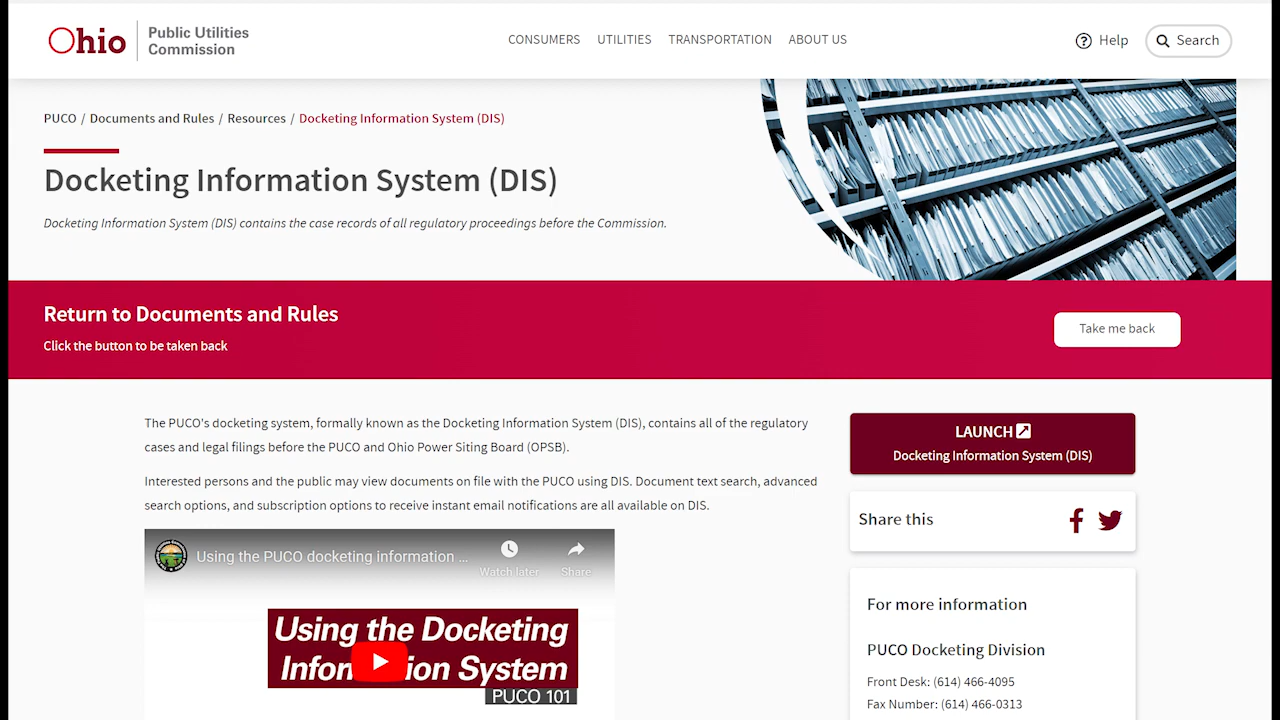 Ohio
Public Utilities
Commission
CONSUMERS UTILITIES TRANSPORTATION ABOUT US
Help
Search
PUCO / Documents and Rules / Resources / Docketing Information System (DIS)
Docketing Information System (DIS)
Docketing Information System (DIS) contains the case records of all regulatory proceedings before the Commission.
Return to Documents and Rules
Click the button to be taken back
Take me back
The PUCO's docketing system, formally known as the Docketing Information System (DIS), contains all of the regulatory
cases and legal filings before the PUCO and Ohio Power Siting Board (OPSB).
Interested persons and the public may view documents on file with the PUCO using DIS. Document text search, advanced
search options, and subscription options to receive instant email notifications are all available on DIS.
Using the PUCO docketing information ...
Watch later
Share
Using the Docketing
Information System
PUCO 101
LAUNCH
Docketing Information System (DIS)
Share this
For more information
PUCO Docketing Division
Front Desk: (614) 466-4095
Fax Number: (614) 466-0313